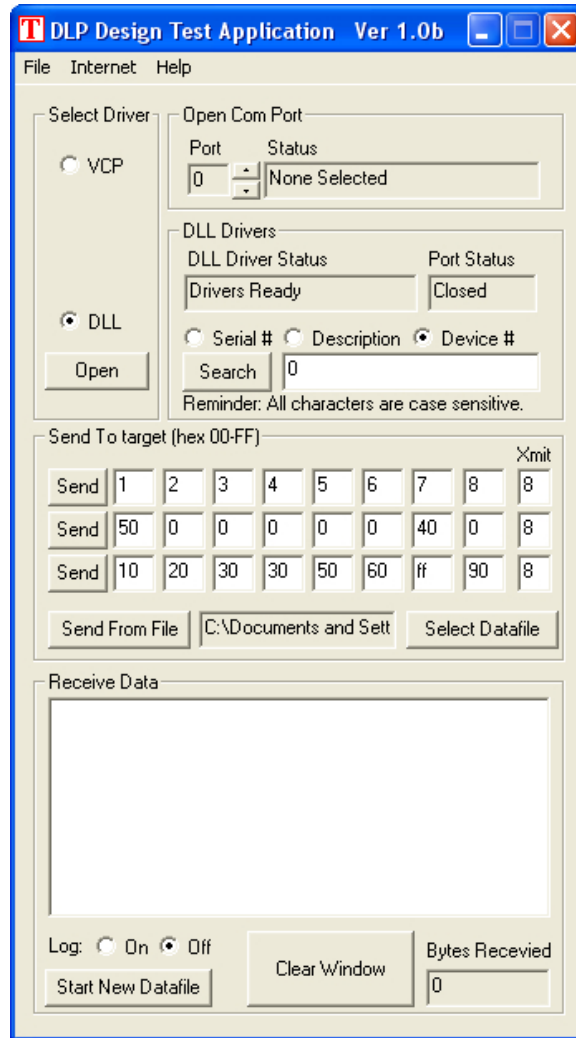 T DLP Design Test Application Ver 1.0b
File Internet Help
Select Driver
VCP
DLL
Open
Open Com Port
Port Status
0 None Selected
DLL Drivers
DLL Driver Status Port Status
Drivers Ready Closed
Serial # Description Device #
Search 0
Reminder: All characters are case sensitive.
Send To target (hex 00-FF)
Xmit
Send 1 2 3 4 5 6 7 8 8
Send 50 0 0 0 0 0 40 0 8
Send 10 20 30 30 50 60 ff 90 8
Send From File C:\Documents and Sett Select Datafile
Receive Data
Log: On Off
Start New Datafile
Clear Window
Bytes Recevied
0